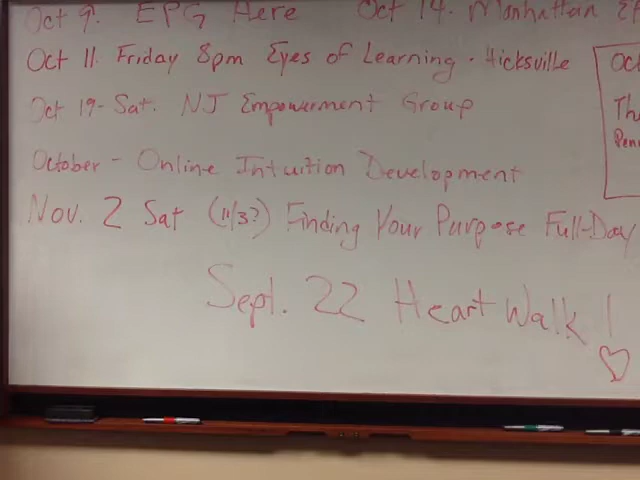 Oct 9. EPG Here Oct 14. Manhattan
Oct 11 Friday 8pm Eyes of Learning - Hicksville
Oct 19- Sat. NJ Empowerment Group
October - Online Intuition Development
Nov. 2 Sat (11/3?) Finding Your Purpose Full-Day
Sept. 22 Heart Walk!